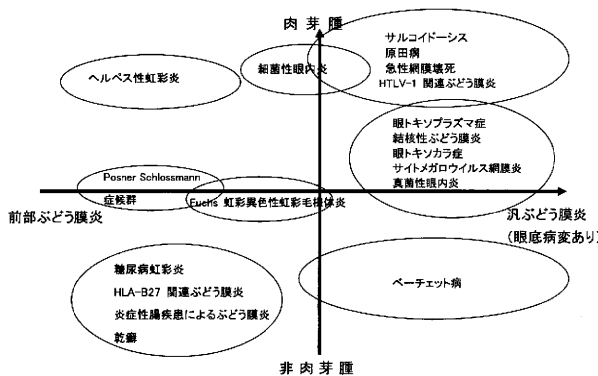 肉芽腫
サルコイドーシス
原田病
急性網膜壊死
HTLV-1 関連ぶどう膜炎
細菌性眼内炎
ヘルペス性虹彩炎
眼トキソプラズマ症
結核性ぶどう膜炎
眼トキソカラ症
サイトメガロウイルス網膜炎
真菌性眼内炎
Posner Schlossmann
症候群
Fuchs 虹彩異色性虹彩毛様体炎
前部ぶどう膜炎
汎ぶどう膜炎
(眼底病変あり)
糖尿病虹彩炎
HLA-B27 関連ぶどう膜炎
炎症性腸疾患によるぶどう膜炎
乾癬
ベーチェット病
非肉芽腫